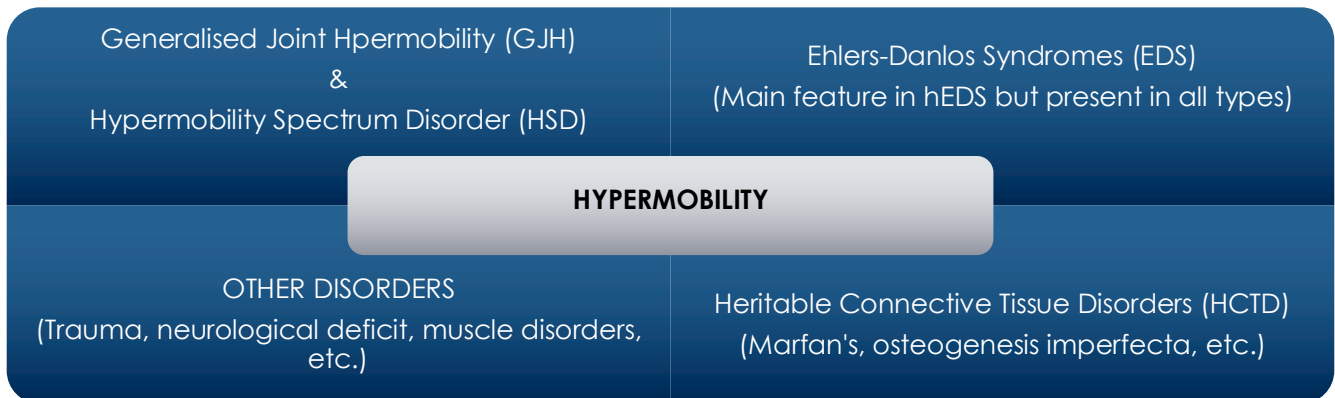 Generalised Joint Hpermobility (GJH)
&
Hypermobility Spectrum Disorder (HSD)
Ehlers-Danlos Syndromes (EDS)
(Main feature in hEDS but present in all types)
HYPERMOBILITY
OTHER DISORDERS
(Trauma, neurological deficit, muscle disorders,
etc.)
Heritable Connective Tissue Disorders (HCTD)
(Marfan's, osteogenesis imperfecta, etc.)